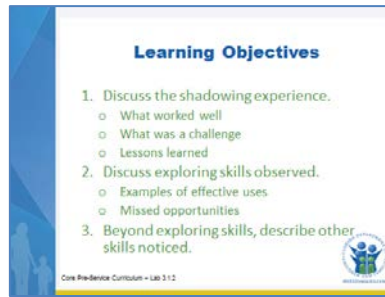 Learning Objectives
1. Discuss the shadowing experience.
o What worked well
o What was a challenge
o Lessons learned
2. Discuss exploring skills observed.
o Examples of effective uses
o Missed opportunities
3. Beyond exploring skills, describe other
skills noticed.
Core Pre-Service Curriculum – Lab 3.1.2